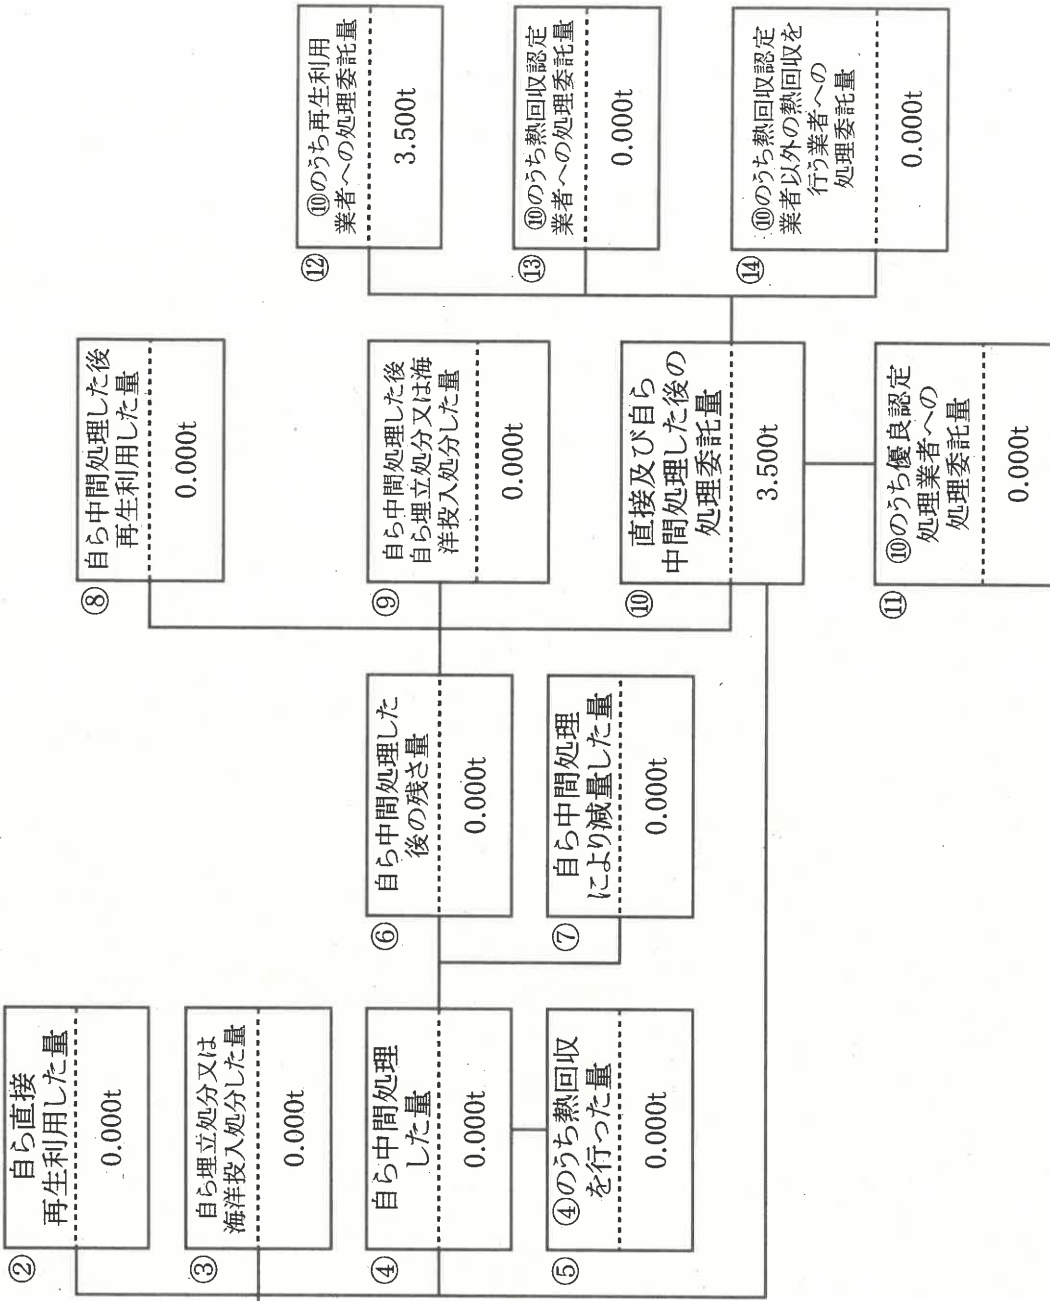 ②
自ら直接
再生利用した量
0.000t
③
自ら埋立処分又は
海洋投入処分した量
0.000t
④
自ら中間処理
した量
0.000t
⑤
④のうち熱回収
を行った量
0.000t
⑥
自ら中間処理した
後の残さ量
0.000t
⑦
自ら中間処理
により減量した量
0.000t
⑧
自ら中間処理した後
再生利用した量
0.000t
⑨
自ら中間処理した後
自ら埋立処分又は海
洋投入処分した量
0.000t
⑩
直接及び自ら
中間処理した後の
処理委託量
3.500t
⑪
⑩のうち優良認定
処理業者への
処理委託量
0.000t
⑫
⑩のうち再生利用
業者への処理委託量
3.500t
⑬
⑩のうち熱回収認定
業者への処理委託量
0.000t
⑭
⑩のうち熱回収認定
業者以外の熱回収を
行う業者への
処理委託量
0.000t